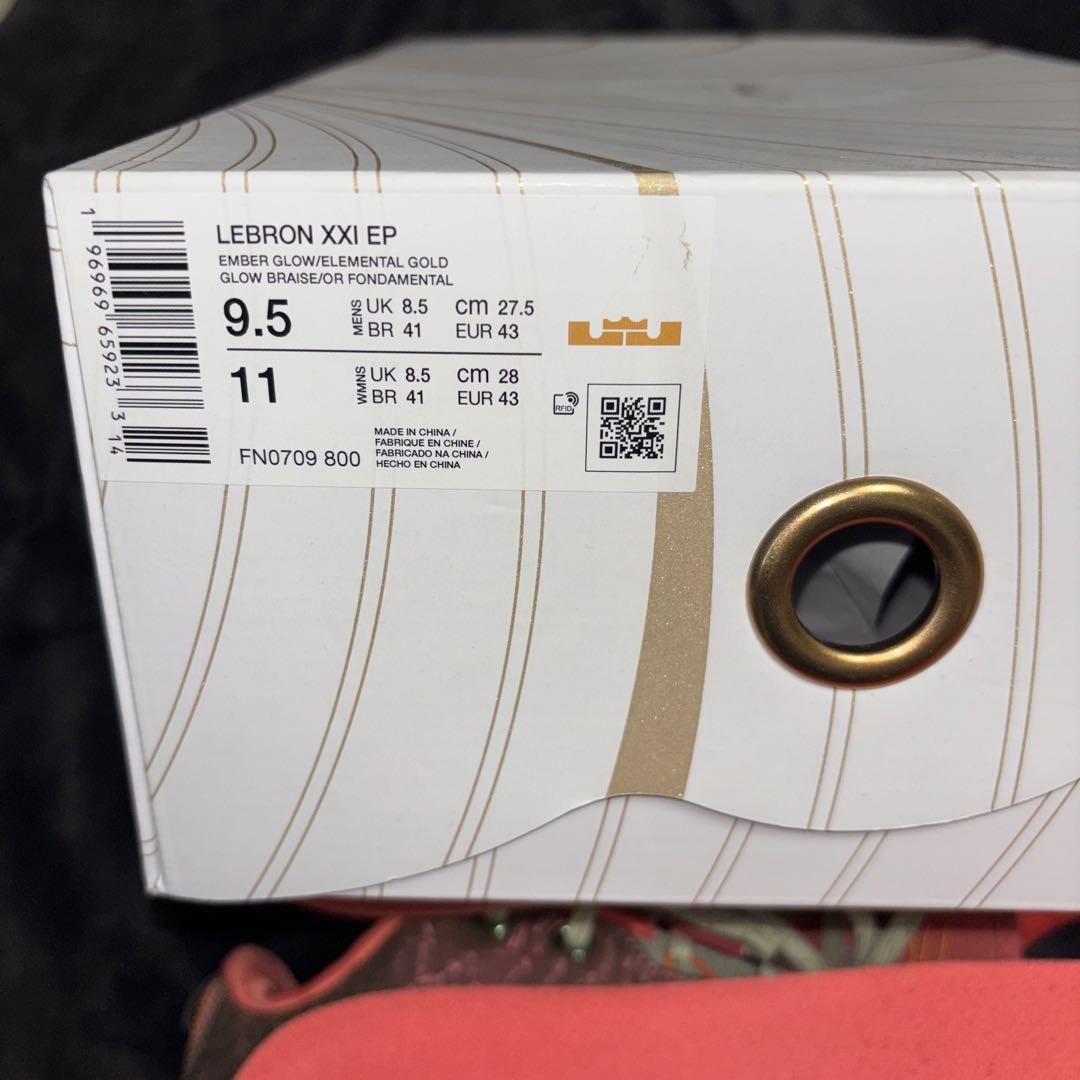 LEBRON XXI EP
EMBER GLOW/ELEMENTAL GOLD
GLOW BRAISE/OR FONDAMENTAL
9.5 MENS UK 8.5 cm 27.5
BR 41 EUR 43
11 WMNS UK 8.5 cm 28
BR 41 EUR 43
RFID
FN0709 800
MADE IN CHINA /
FABRIQUE EN CHINE /
FABRICADO NA CHINA /
HECHO EN CHINA
1 96969 65923 3 14